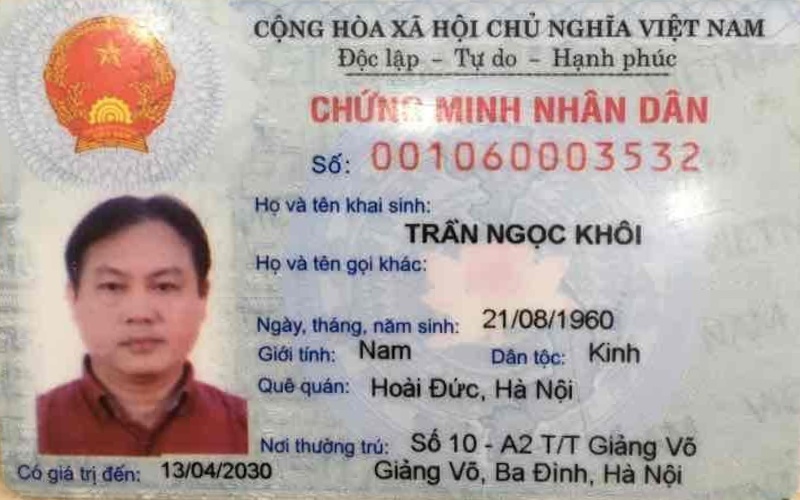 CỘNG HÒA XÃ HỘI CHỦ NGHĨA VIỆT NAM
Độc lập - Tự do - Hạnh phúc
CHỨNG MINH NHÂN DÂN
Số: 001060003532
Họ và tên khai sinh:
TRẦN NGỌC KHÔI
Họ và tên gọi khác:
Ngày, tháng, năm sinh: 21/08/1960
Giới tính: Nam Dân tộc: Kinh
Quê quán: Hoài Đức, Hà Nội
Nơi thường trú: Số 10 - A2 T/T Giảng Võ
Giảng Võ, Ba Đình, Hà Nội
Có giá trị đến: 13/04/2030